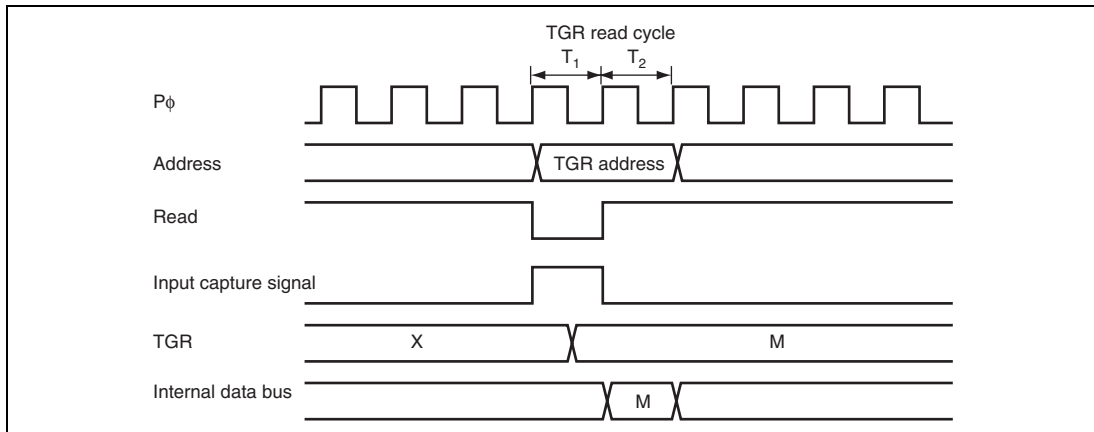 TGR read cycle
T1 T2
Pϕ
Address TGR address
Read
Input capture signal
TGR X M
Internal data bus M